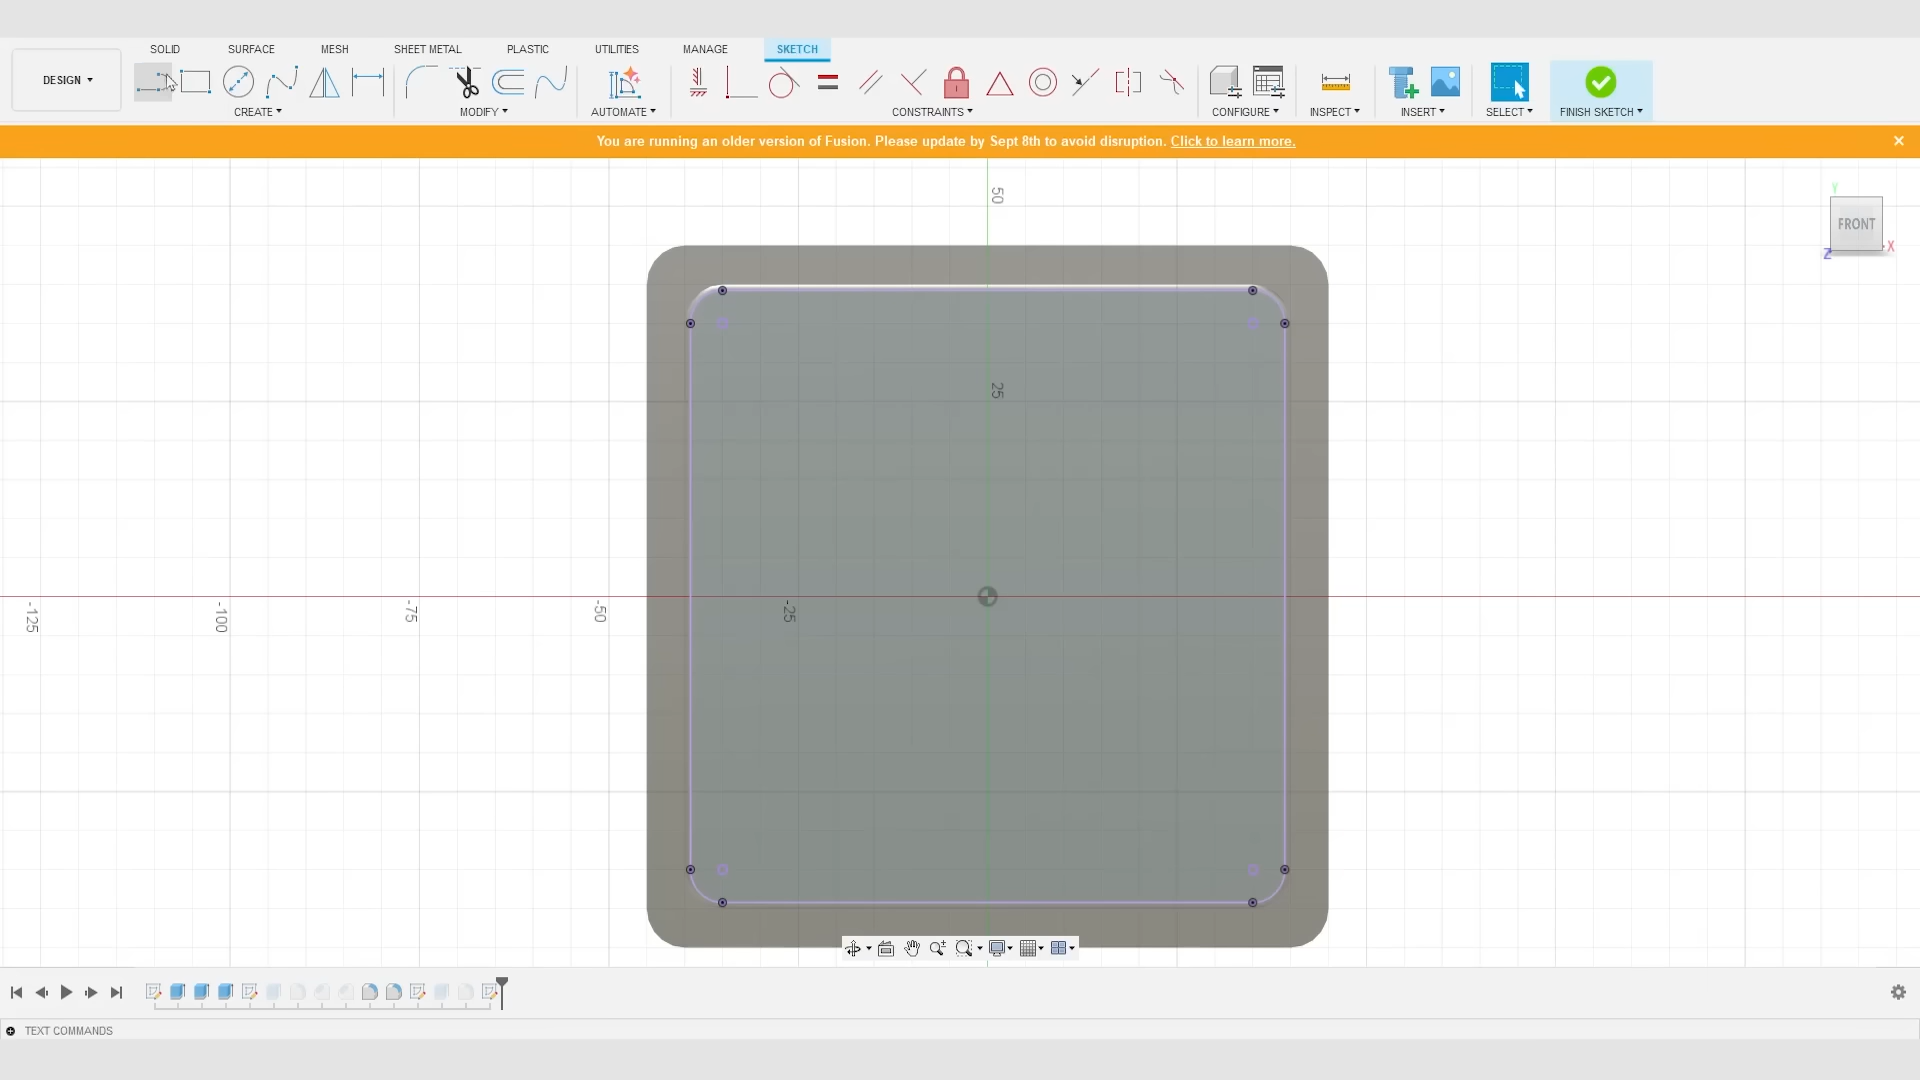 SOLID SURFACE MESH SHEET METAL PLASTIC UTILITIES MANAGE SKETCH
DESIGN
CREATE MODIFY AUTOMATE CONSTRAINTS CONFIGURE INSPECT INSERT SELECT FINISH SKETCH
You are running an older version of Fusion. Please update by Sept 8th to avoid disruption. Click to learn more.
50
Y
FRONT
X
Z
25
-125 -100 -75 -50 -25
TEXT COMMANDS